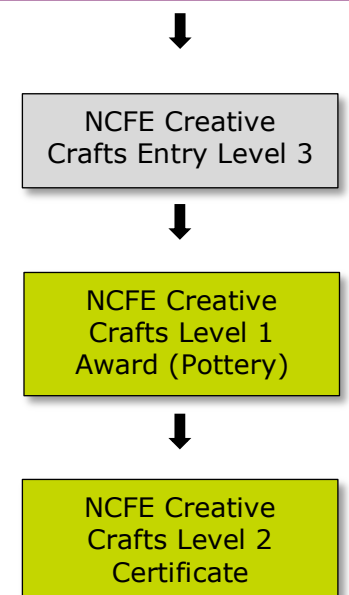 NCFE Creative
Crafts Entry Level 3
NCFE Creative
Crafts Level 1
Award (Pottery)
NCFE Creative
Crafts Level 2
Certificate